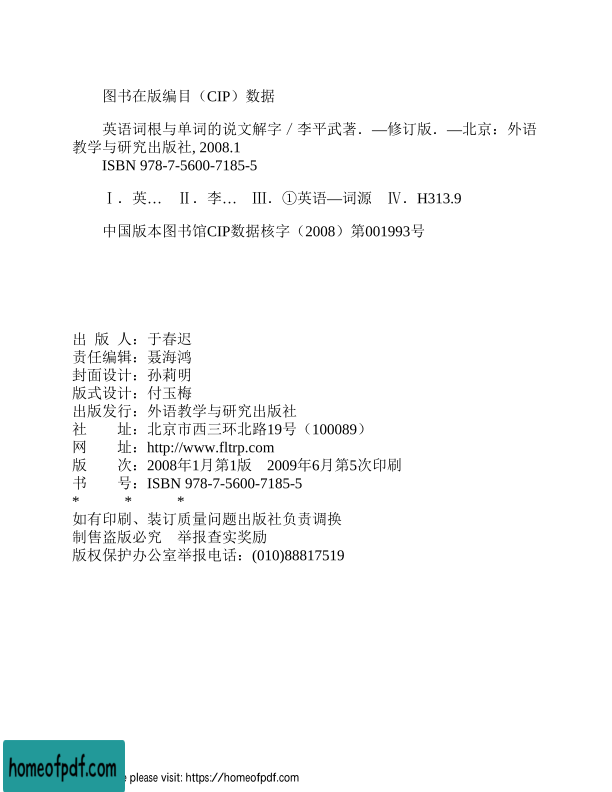 图书在版编目（CIP）数据
英语词根与单词的说文解字／李平武著．—修订版．—北京：外语
教学与研究出版社, 2008.1
ISBN 978-7-5600-7185-5
Ⅰ．英…　Ⅱ．李…　Ⅲ．①英语—词源　Ⅳ．H313.9
中国版本图书馆CIP数据核字（2008）第001993号
出 版 人：于春迟
责任编辑：聂海鸿
封面设计：孙莉明
版式设计：付玉梅
出版发行：外语教学与研究出版社
社　　址：北京市西三环北路19号（100089）
网　　址：http://www.fltrp.com
版　　次：2008年1月第1版　2009年6月第5次印刷
书　　号：ISBN 978-7-5600-7185-5
* * *
如有印刷、装订质量问题出版社负责调换
制售盗版必究　举报查实奖励
版权保护办公室举报电话：(010)88817519
homeofpdf.com
please visit: https://homeofpdf.com